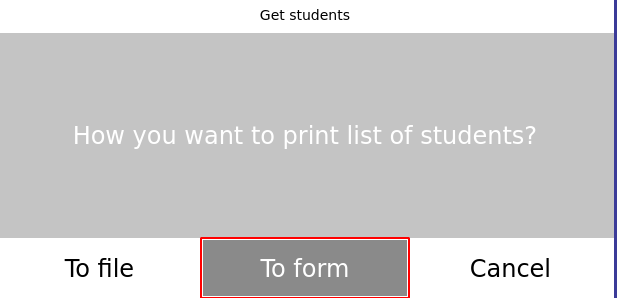 Get students
How you want to print list of students?
To file
To form
Cancel